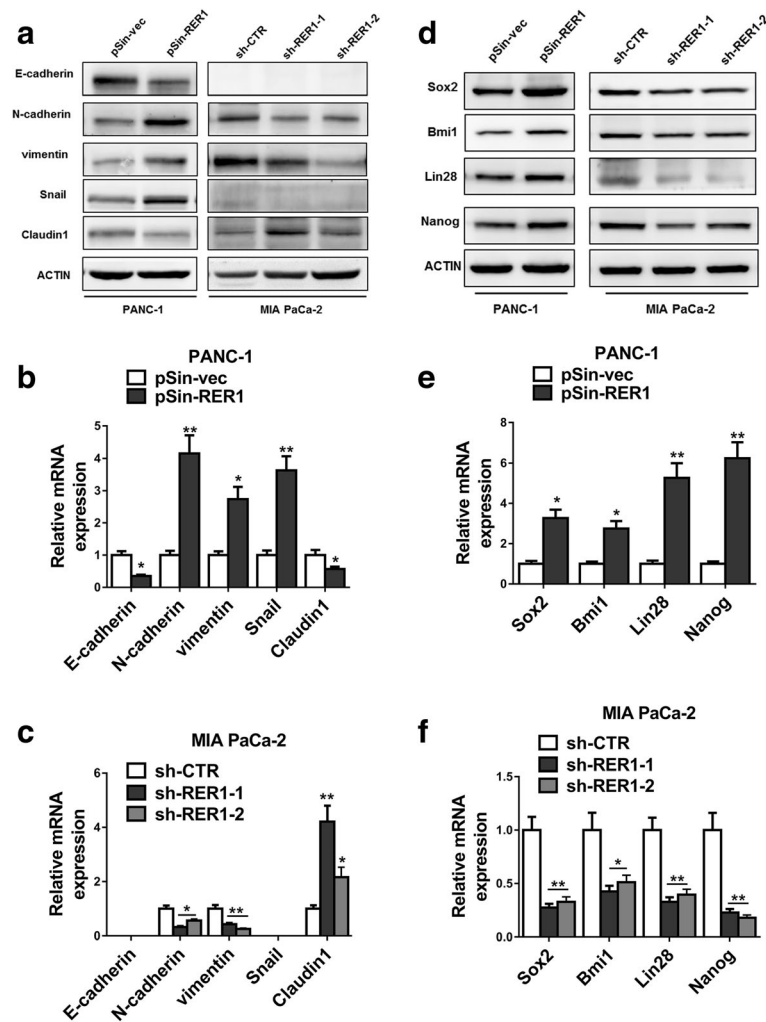 a
pSin-vec pSin-RER1 sh-CTR sh-RER1-1 sh-RER1-2
E-cadherin
N-cadherin
vimentin
Snail
Claudin1
ACTIN
PANC-1 MIA PaCa-2
d
pSin-vec pSin-RER1 sh-CTR sh-RER1-1 sh-RER1-2
Sox2
Bmi1
Lin28
Nanog
ACTIN
PANC-1 MIA PaCa-2
b
PANC-1
pSin-vec
pSin-RER1
Relative mRNA
expression
5
4
3
2
1
0
** * ** * *
E-cadherin N-cadherin vimentin Snail Claudin1
e
PANC-1
pSin-vec
pSin-RER1
Relative mRNA
expression
8
6
4
2
0
* * ** **
Sox2 Bmi1 Lin28 Nanog
c
MIA PaCa-2
sh-CTR
sh-RER1-1
sh-RER1-2
Relative mRNA
expression
6
4
2
0
* ** ** *
E-cadherin N-cadherin vimentin Snail Claudin1
f
MIA PaCa-2
sh-CTR
sh-RER1-1
sh-RER1-2
Relative mRNA
expression
1.5
1.0
0.5
0.0
** * ** **
Sox2 Bmi1 Lin28 Nanog